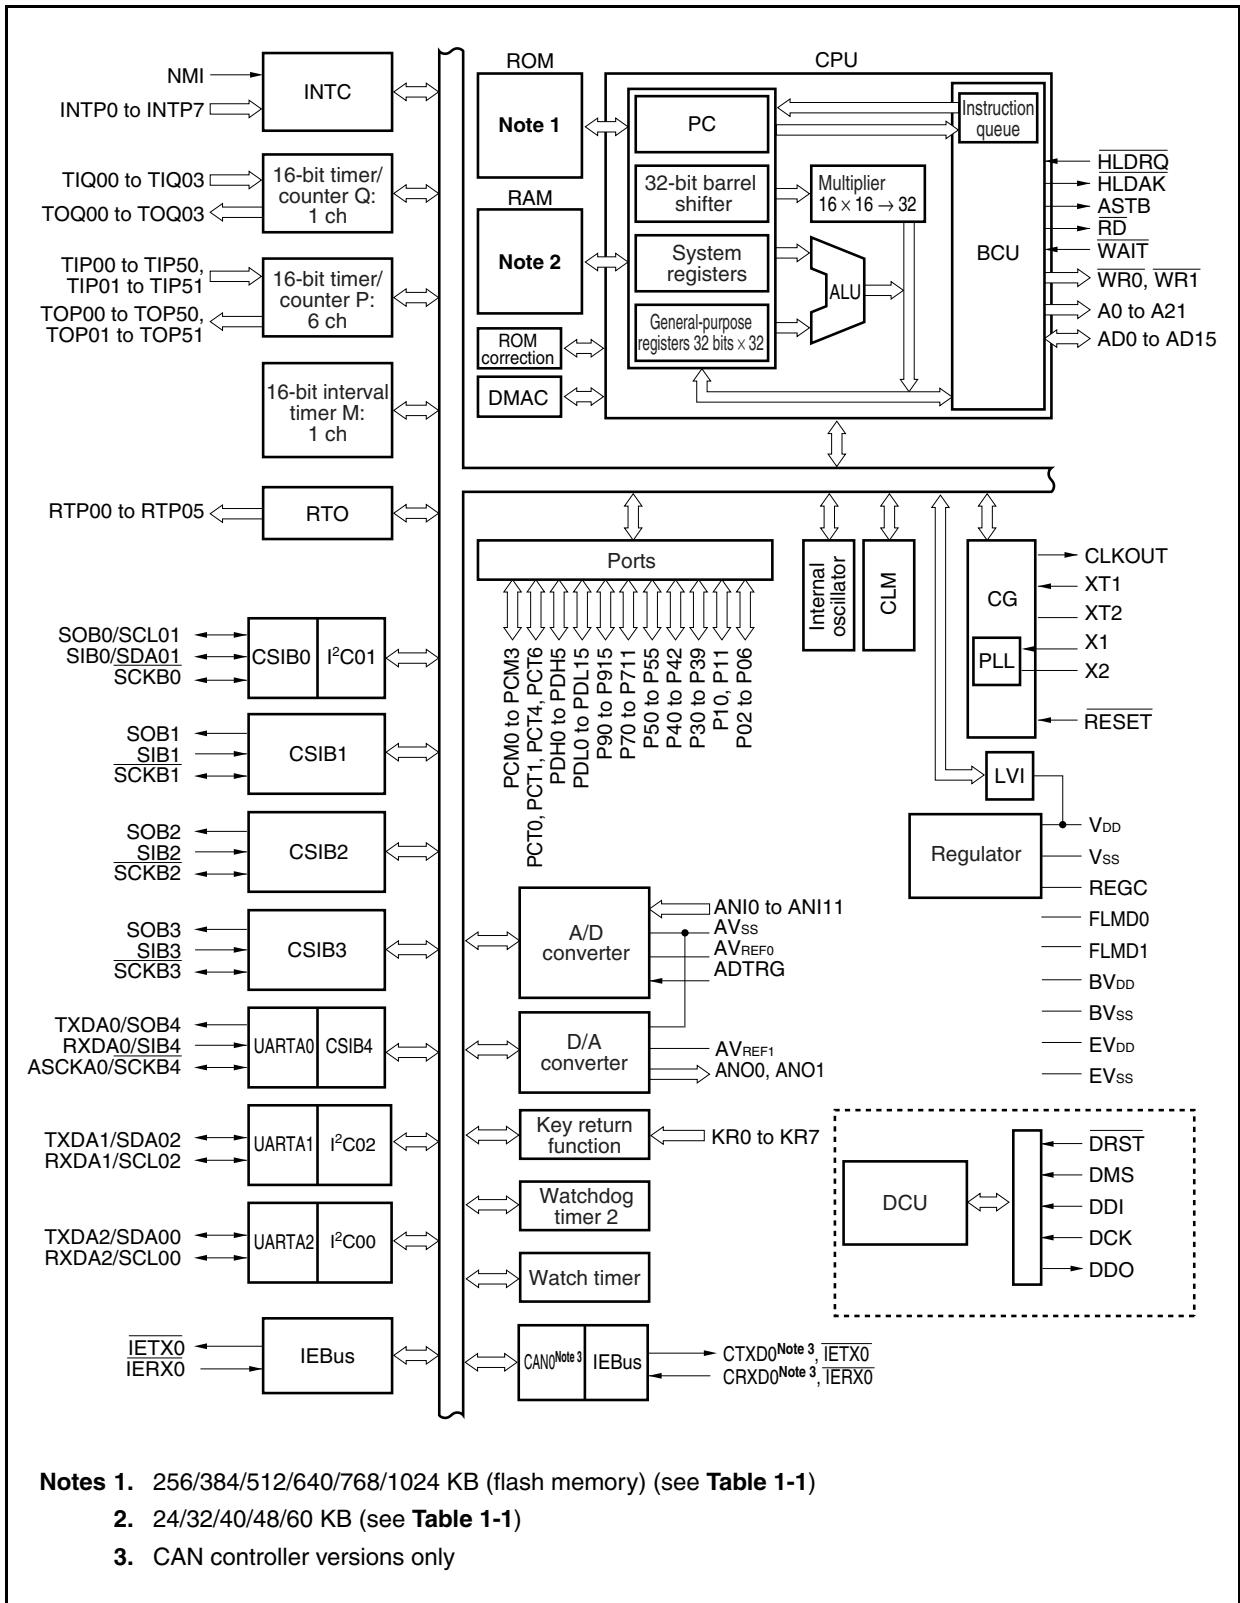 NMI
INTP0 to INTP7
INTC
TIQ00 to TIQ03
TOQ00 to TOQ03
16-bit timer/
counter Q:
1 ch
TIP00 to TIP50,
TIP01 to TIP51
TOP00 to TOP50,
TOP01 to TOP51
16-bit timer/
counter P:
6 ch
16-bit interval
timer M:
1 ch
RTP00 to RTP05
RTO
SOB0/SCL01
SIB0/SDA01
SCKB0
CSIB0
I²C01
SOB1
SIB1
SCKB1
CSIB1
SOB2
SIB2
SCKB2
CSIB2
SOB3
SIB3
SCKB3
CSIB3
TXDA0/SOB4
RXDA0/SIB4
ASCKA0/SCKB4
UARTA0
CSIB4
TXDA1/SDA02
RXDA1/SCL02
UARTA1
I²C02
TXDA2/SDA00
RXDA2/SCL00
UARTA2
I²C00
IETX0
IERX0
IEBus
ROM
Note 1
RAM
Note 2
ROM
correction
DMAC
CPU
PC
32-bit barrel
shifter
System
registers
General-purpose
registers 32 bits × 32
Multiplier
16 × 16 → 32
ALU
Instruction
queue
BCU
HLDRQ
HLDAK
ASTB
RD
WAIT
WR0, WR1
A0 to A21
AD0 to AD15
Ports
PCM0 to PCM3
PCT0, PCT1, PCT4, PCT6
PDH0 to PDH5
PDL0 to PDL15
P90 to P915
P70 to P711
P50 to P55
P40 to P42
P30 to P39
P10, P11
P02 to P06
Internal
oscillator
CLM
CG
PLL
CLKOUT
XT1
XT2
X1
X2
RESET
LVI
Regulator
VDD
VSS
REGC
FLMD0
FLMD1
BVDD
BVSS
EVDD
EVSS
A/D
converter
ANI0 to ANI11
AVSS
AVREF0
ADTRG
D/A
converter
AVREF1
ANO0, ANO1
Key return
function
KR0 to KR7
Watchdog
timer 2
Watch timer
CAN0Note 3
IEBus
CTXD0Note 3, IETX0
CRXD0Note 3, IERX0
DCU
DRST
DMS
DDI
DCK
DDO
Notes 1. 256/384/512/640/768/1024 KB (flash memory) (see Table 1-1)
2. 24/32/40/48/60 KB (see Table 1-1)
3. CAN controller versions only